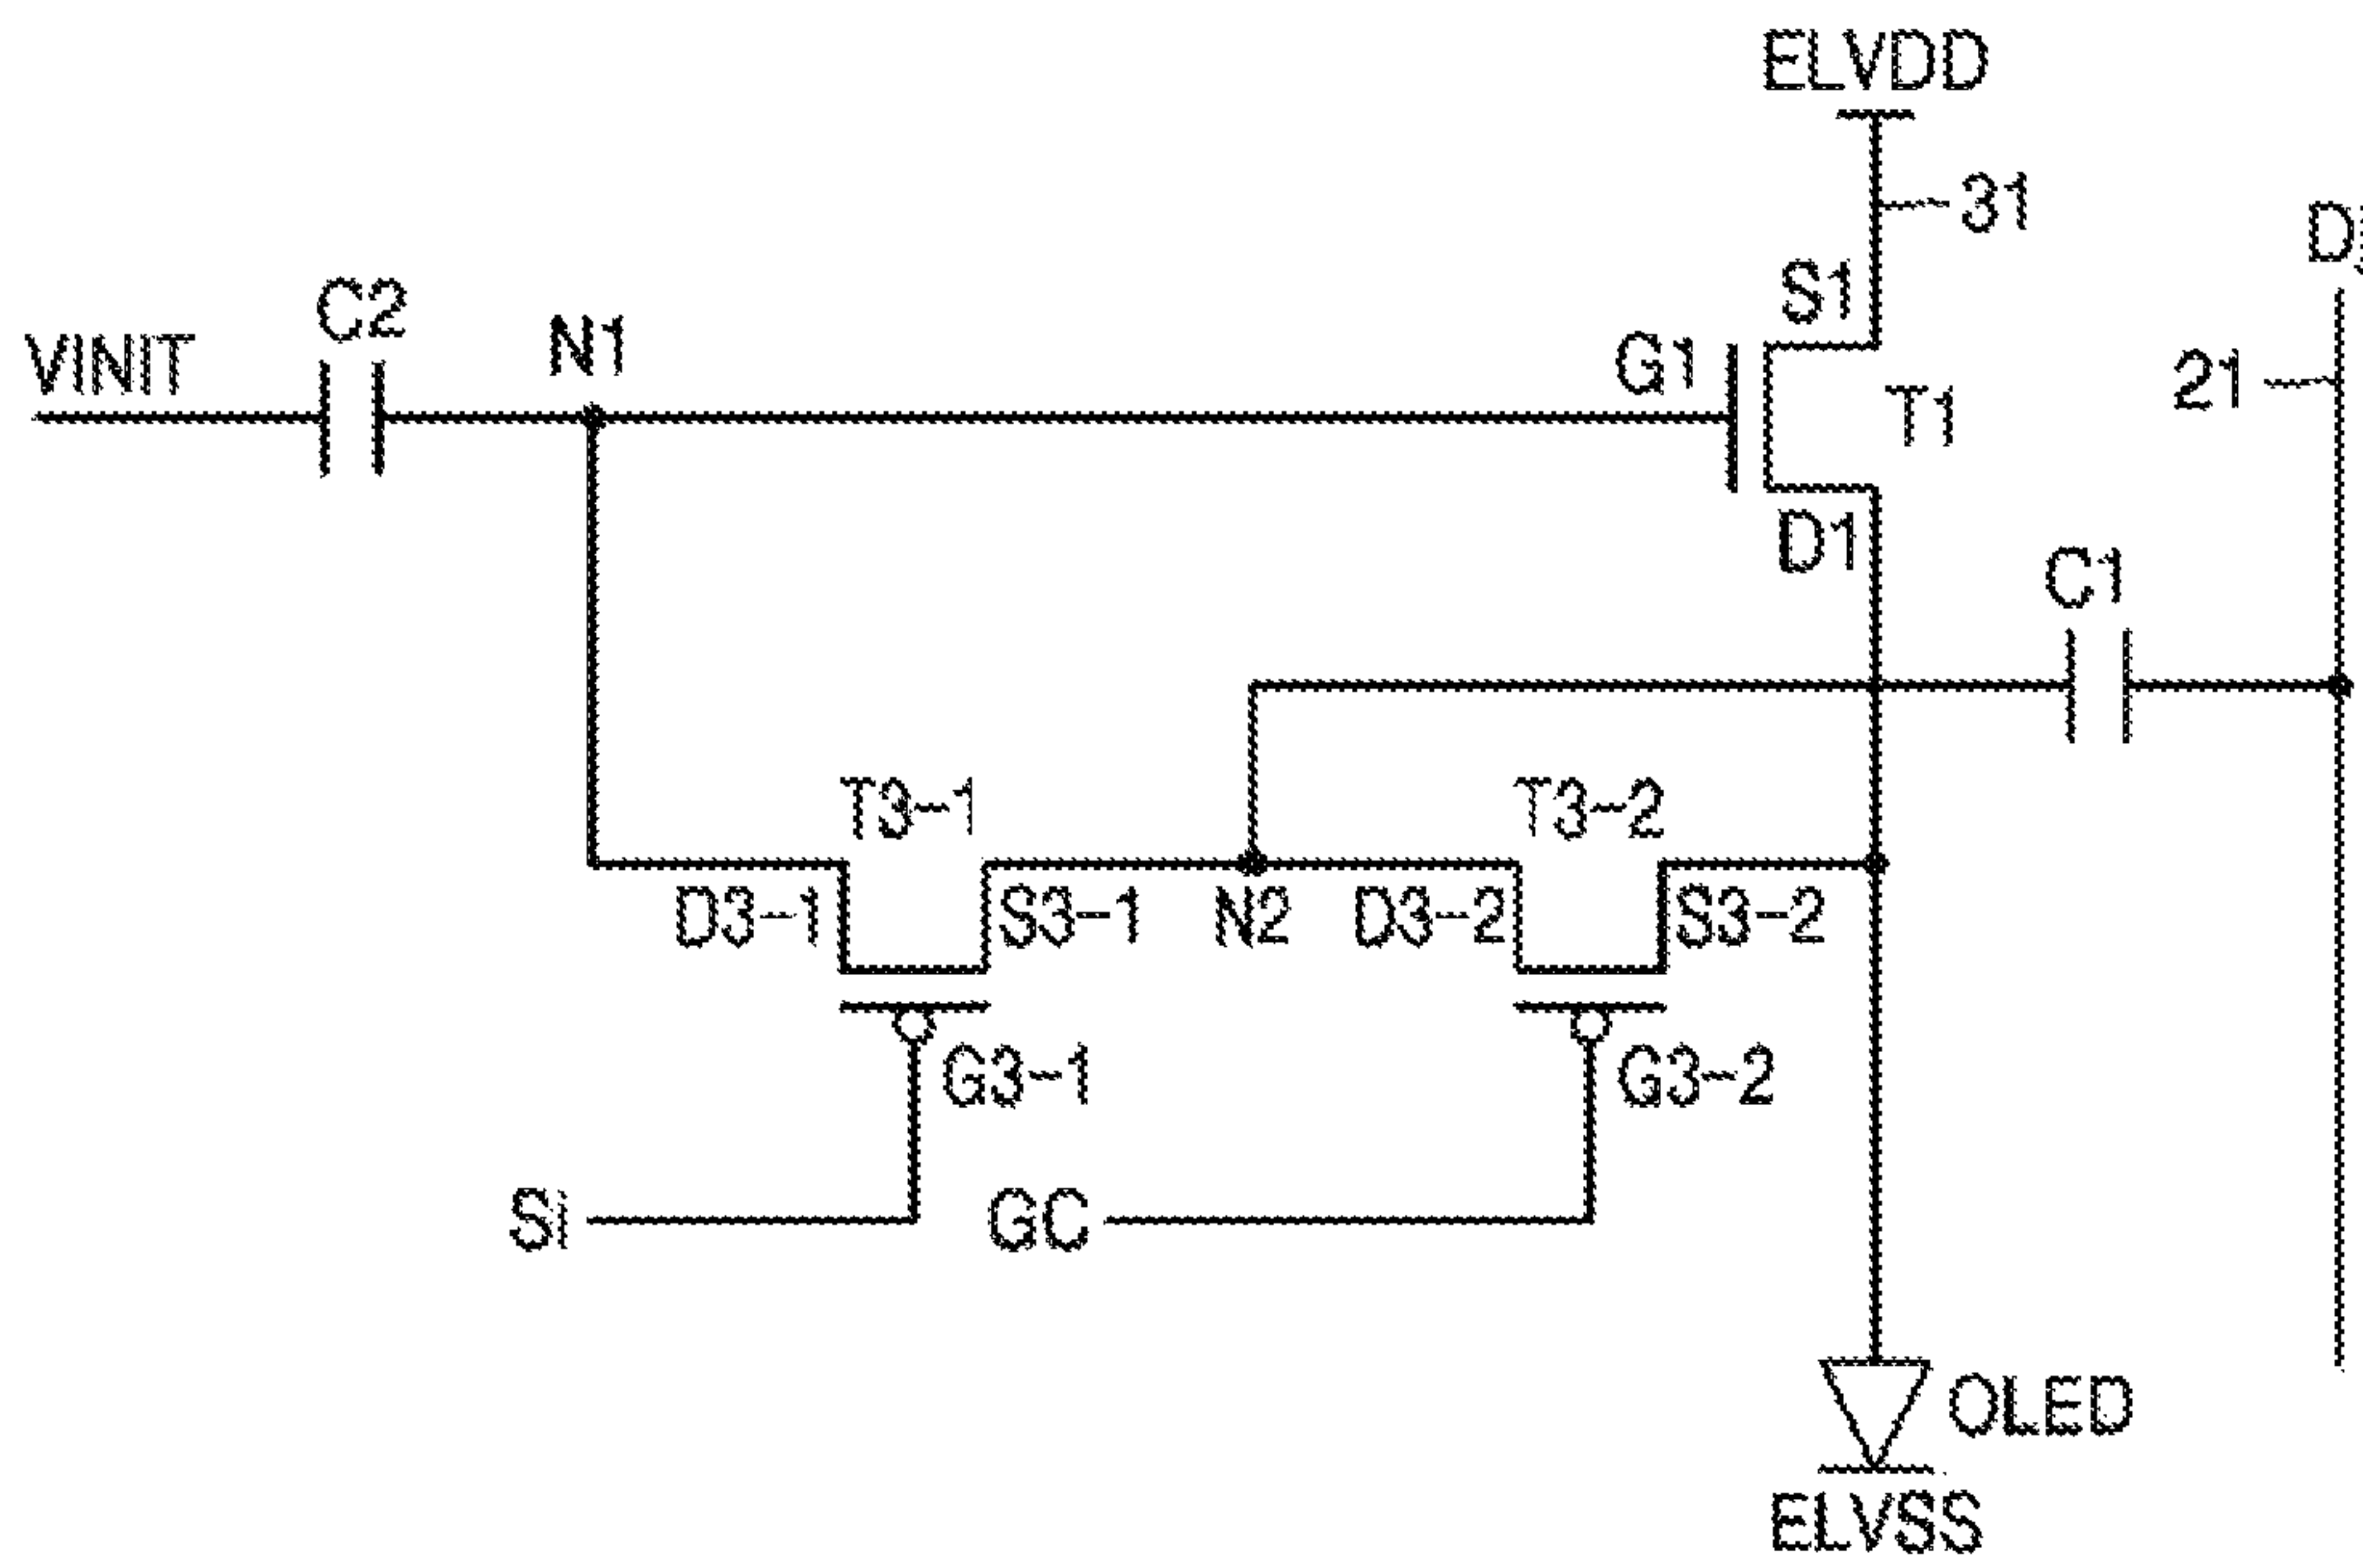 ELVDD
31
S1
C2
VINIT
N1
G1
T1
21
D1
C1
T3-1
T3-2
D3-1
S3-1
N2
D3-2
S3-2
G3-1
G3-2
Si
GC
OLED
ELVSS